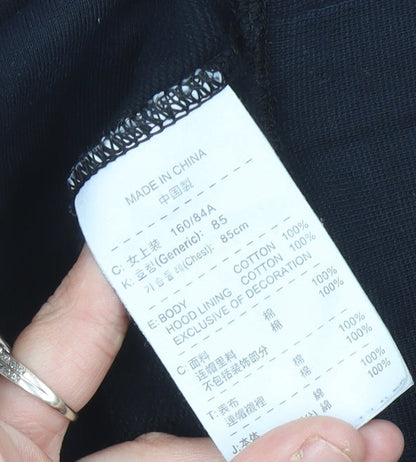 MADE IN CHINA
中国製
C: 女上装 160/84A
K: 호칭(Generic): 85
가슴둘레(Chest): 85cm
E-BODY COTTON 100%
HOOD LINING COTTON 100%
EXCLUSIVE OF DECORATION
C: 面料 棉 100%
连帽里料 棉 100%
不包括装饰部分
T: 表布 棉 100%
連帽襯裡 棉 100%
J: 本体